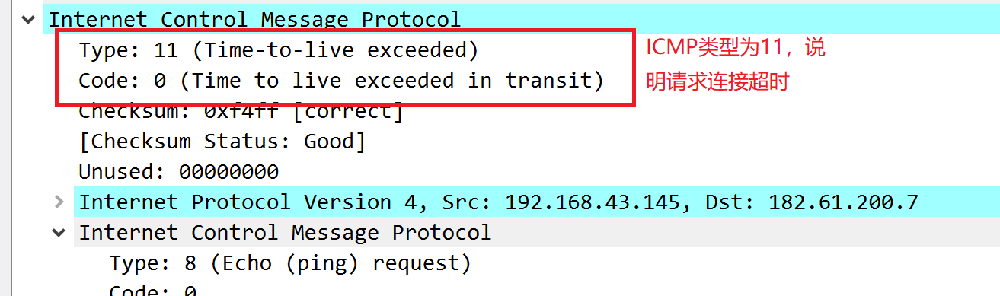 Internet Control Message Protocol
Type: 11 (Time-to-live exceeded)
Code: 0 (Time to live exceeded in transit)
ICMP类型为11，说
明请求连接超时
Checksum: 0xf4ff [correct]
[Checksum Status: Good]
Unused: 00000000
Internet Protocol Version 4, Src: 192.168.43.145, Dst: 182.61.200.7
Internet Control Message Protocol
Type: 8 (Echo (ping) request)
Code: 0